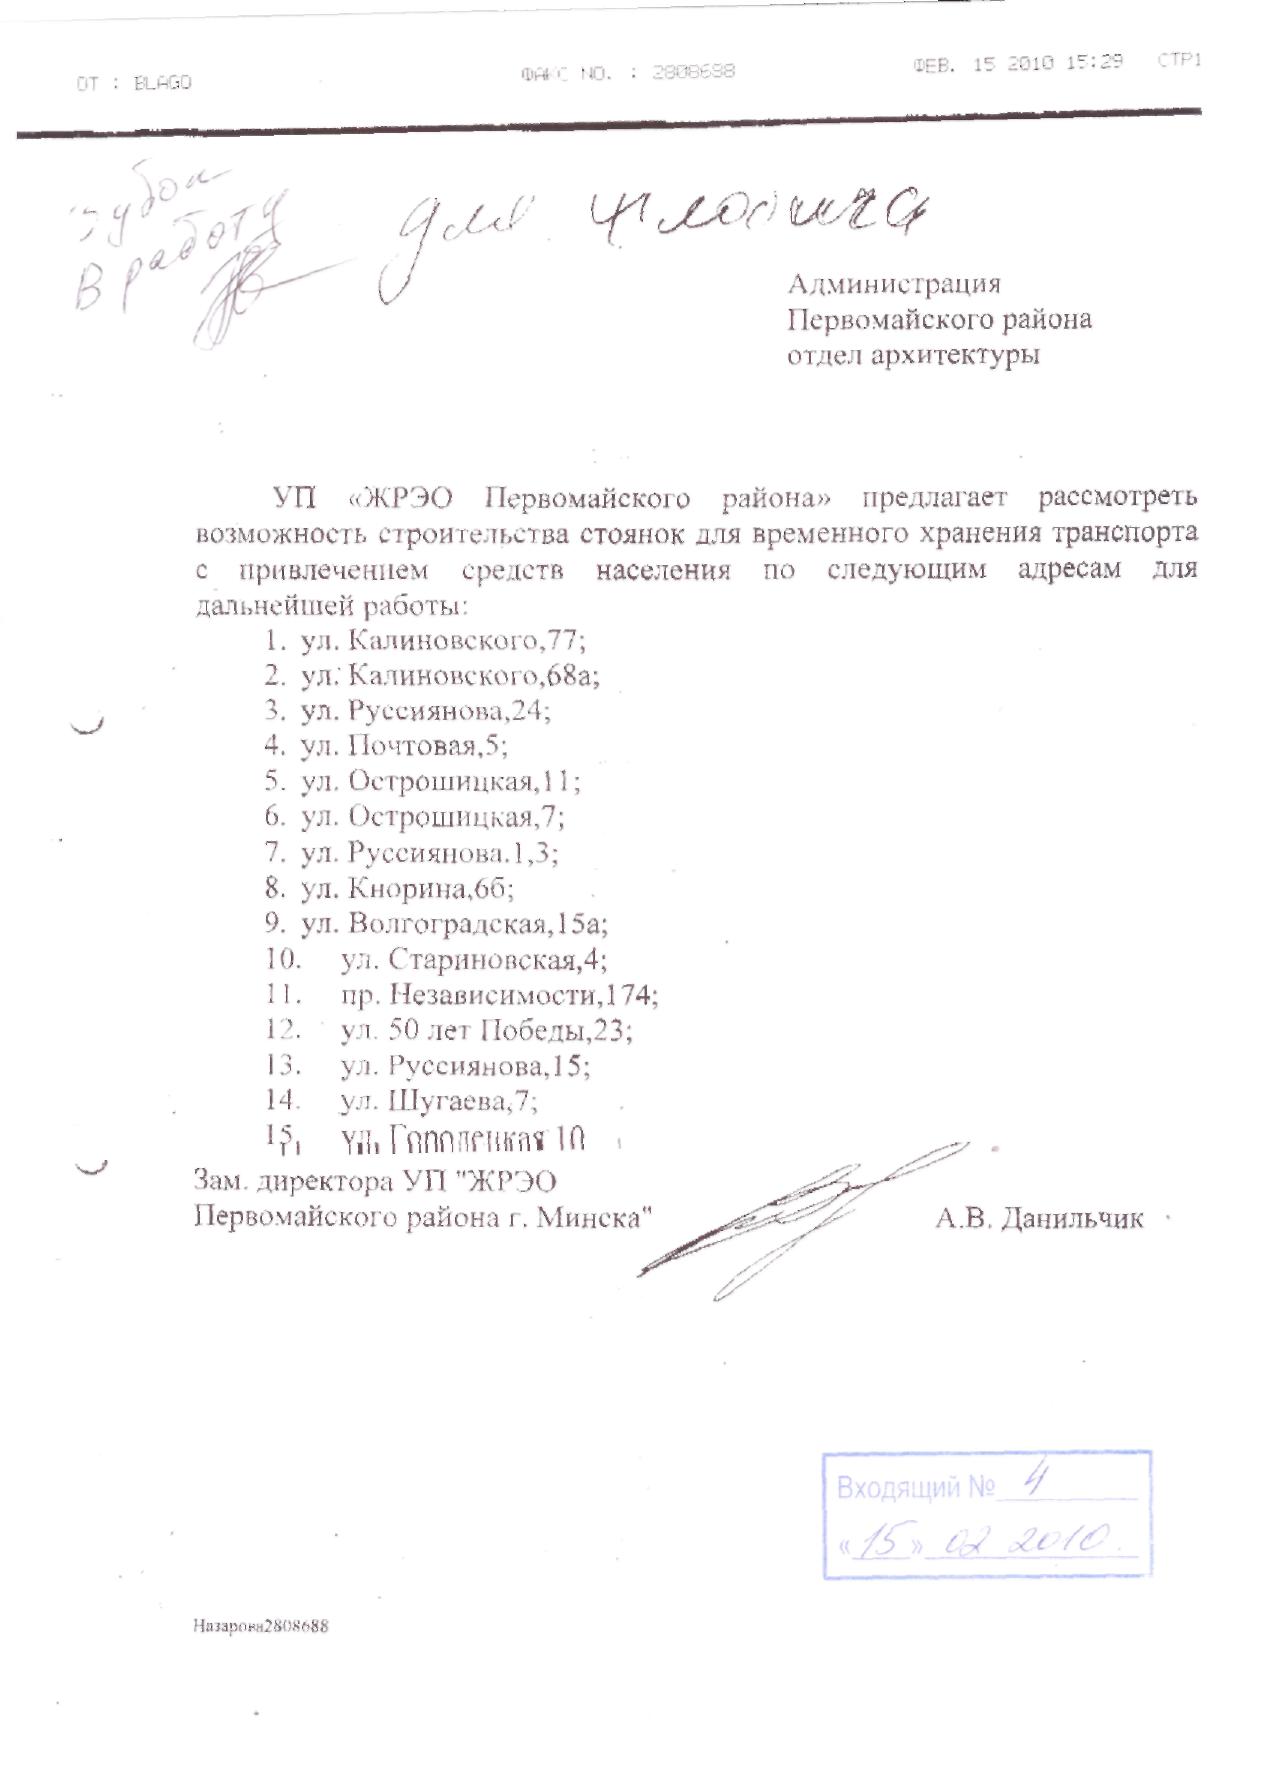 ОТ : BLAGO ФАКС NO. : 2808688 ФЕВ. 15 2010 15:29 СТР1
В работу
для
Администрация
Первомайского района
отдел архитектуры
УП «ЖРЭО Первомайского района» предлагает рассмотреть
возможность строительства стоянок для временного хранения транспорта
с привлечением средств населения по следующим адресам для
дальнейшей работы:
1. ул. Калиновского,77;
2. ул. Калиновского,68а;
3. ул. Руссиянова,24;
4. ул. Почтовая,5;
5. ул. Острошицкая,11;
6. ул. Острошицкая,7;
7. ул. Руссиянова.1,3;
8. ул. Кнорина,6б;
9. ул. Волгоградская,15а;
10. ул. Стариновская,4;
11. пр. Независимости,174;
12. ул. 50 лет Победы,23;
13. ул. Руссиянова,15;
14. ул. Шугаева,7;
15. ул. 10
Зам. директора УП "ЖРЭО
Первомайского района г. Минска" А.В. Данильчик
Входящий № 4
«15» 02 2010.
Назарова2808688